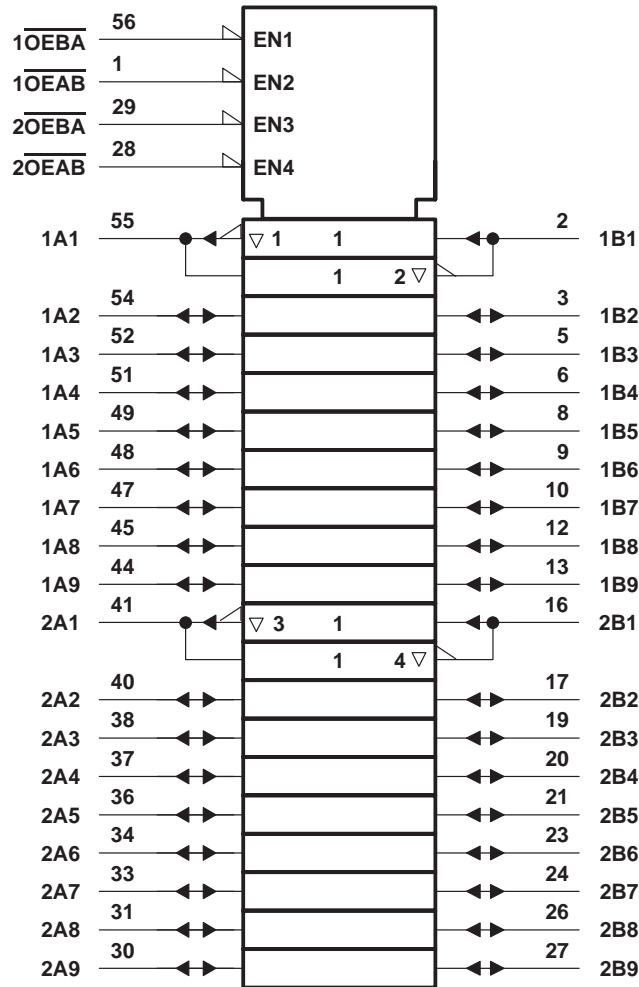 56
1O̅E̅B̅A̅ EN1
1
1O̅E̅A̅B̅ EN2
29
2O̅E̅B̅A̅ EN3
28
2O̅E̅A̅B̅ EN4
1A1 55 ▽ 1 1 2 1B1
1 2 ▽
1A2 54 3 1B2
1A3 52 5 1B3
1A4 51 6 1B4
1A5 49 8 1B5
1A6 48 9 1B6
1A7 47 10 1B7
1A8 45 12 1B8
1A9 44 13 1B9
2A1 41 ▽ 3 1 16 2B1
1 4 ▽
2A2 40 17 2B2
2A3 38 19 2B3
2A4 37 20 2B4
2A5 36 21 2B5
2A6 34 23 2B6
2A7 33 24 2B7
2A8 31 26 2B8
2A9 30 27 2B9